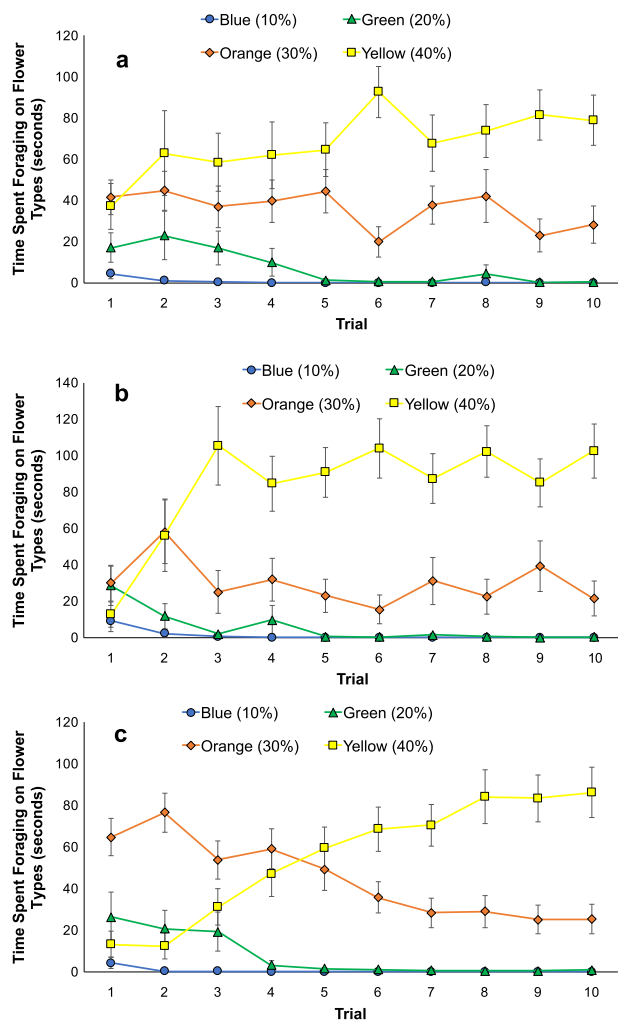 Blue (10%) Green (20%)
Orange (30%) Yellow (40%)
a
Time Spent Foraging on Flower
Types (seconds)
120
100
80
60
40
20
0
1 2 3 4 5 6 7 8 9 10
Trial
Blue (10%) Green (20%)
Orange (30%) Yellow (40%)
b
Time Spent Foraging on Flower
Types (seconds)
140
120
100
80
60
40
20
0
1 2 3 4 5 6 7 8 9 10
Trial
Blue (10%) Green (20%)
Orange (30%) Yellow (40%)
c
Time Spent Foraging on Flower
Types (seconds)
120
100
80
60
40
20
0
1 2 3 4 5 6 7 8 9 10
Trial